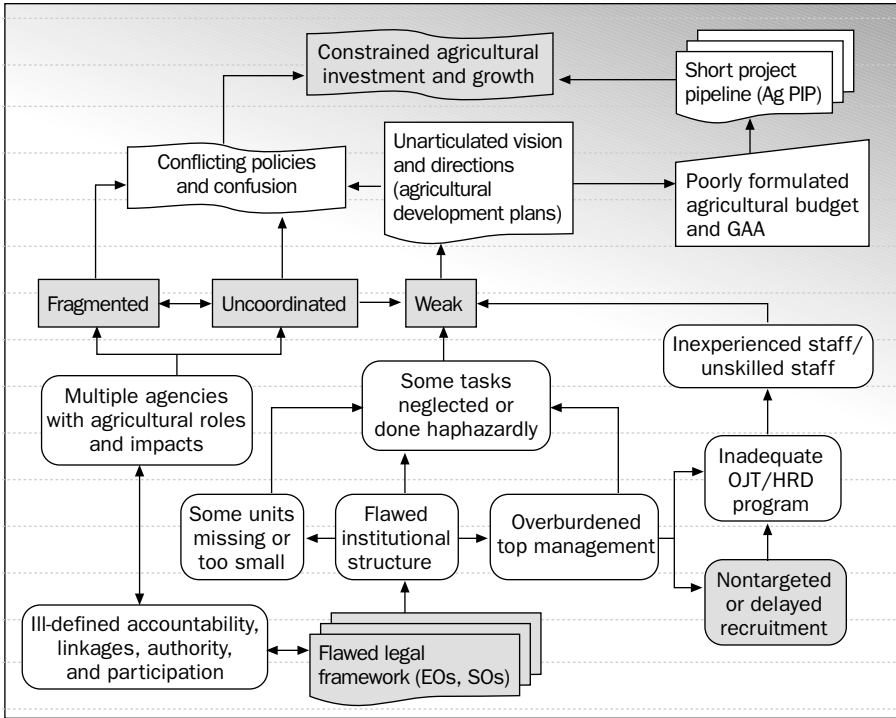 Constrained agricultural
investment and growth
Short project
pipeline (Ag PIP)
Conflicting policies
and confusion
Unarticulated vision
and directions
(agricultural
development plans)
Poorly formulated
agricultural budget
and GAA
Fragmented
Uncoordinated
Weak
Inexperienced staff/
unskilled staff
Multiple agencies
with agricultural roles
and impacts
Some tasks
neglected or
done haphazardly
Inadequate
OJT/HRD
program
Some units
missing or
too small
Flawed
institutional
structure
Overburdened
top management
Nontargeted
or delayed
recruitment
Ill-defined accountability,
linkages, authority,
and participation
Flawed legal
framework (EOs, SOs)